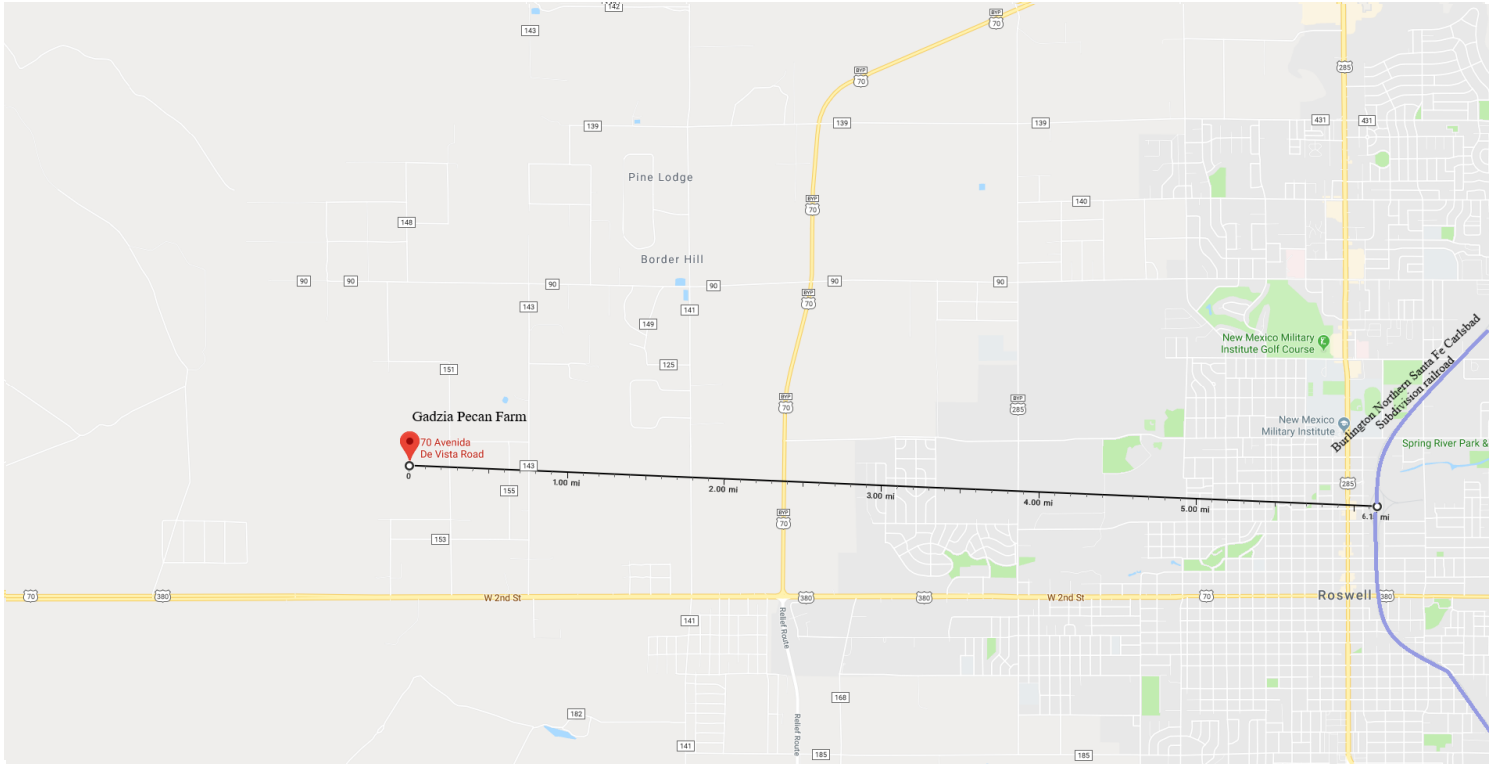 142
143
BYP
70
285
BYP
70
139
139
139
431
431
Pine Lodge
148
BYP
70
140
Border Hill
90
90
90
90
90
90
143
141
BYP
70
149
New Mexico Military
Institute Golf Course
Burlington Northern Santa Fe Carlsbad
Subdivision railroad
125
151
BYP
70
BYP
285
Gadzia Pecan Farm
70 Avenida
De Vista Road
New Mexico
Military Institute
Spring River Park &
0
143
1.00 mi
2.00 mi
3.00 mi
4.00 mi
5.00 mi
mi
155
285
BYP
70
153
70
380
W 2nd St
380
380
W 2nd St
70
Roswell
380
141
Relief Route
168
182
Relief Route
141
185
185